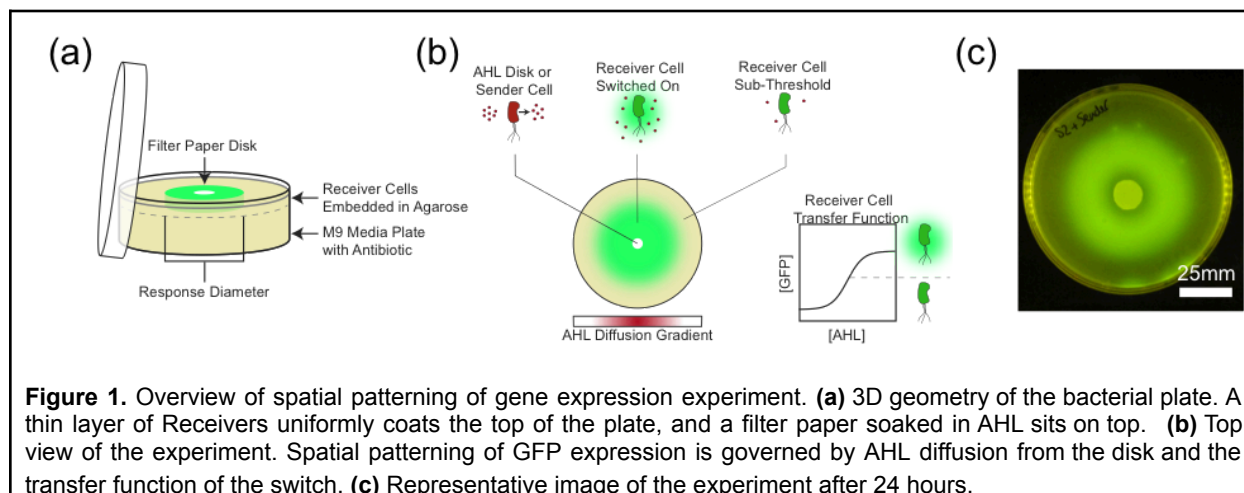 (a)
Filter Paper Disk
Receiver Cells
Embedded in Agarose
M9 Media Plate
with Antibiotic
Response Diameter
(b)
AHL Disk or
Sender Cell
Receiver Cell
Switched On
Receiver Cell
Sub-Threshold
Receiver Cell
Transfer Function
[GFP]
[AHL]
AHL Diffusion Gradient
(c)
25mm
Figure 1. Overview of spatial patterning of gene expression experiment. (a) 3D geometry of the bacterial plate. A
thin layer of Receivers uniformly coats the top of the plate, and a filter paper soaked in AHL sits on top. (b) Top
view of the experiment. Spatial patterning of GFP expression is governed by AHL diffusion from the disk and the
transfer function of the switch. (c) Representative image of the experiment after 24 hours.